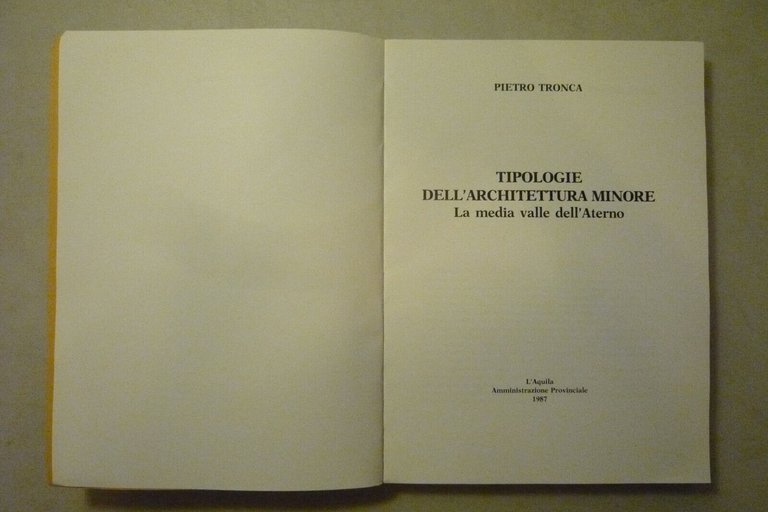 PIETRO TRONCA
TIPOLOGIE
DELL'ARCHITETTURA MINORE
La media valle dell'Aterno
L'Aquila
Amministrazione Provinciale
1987